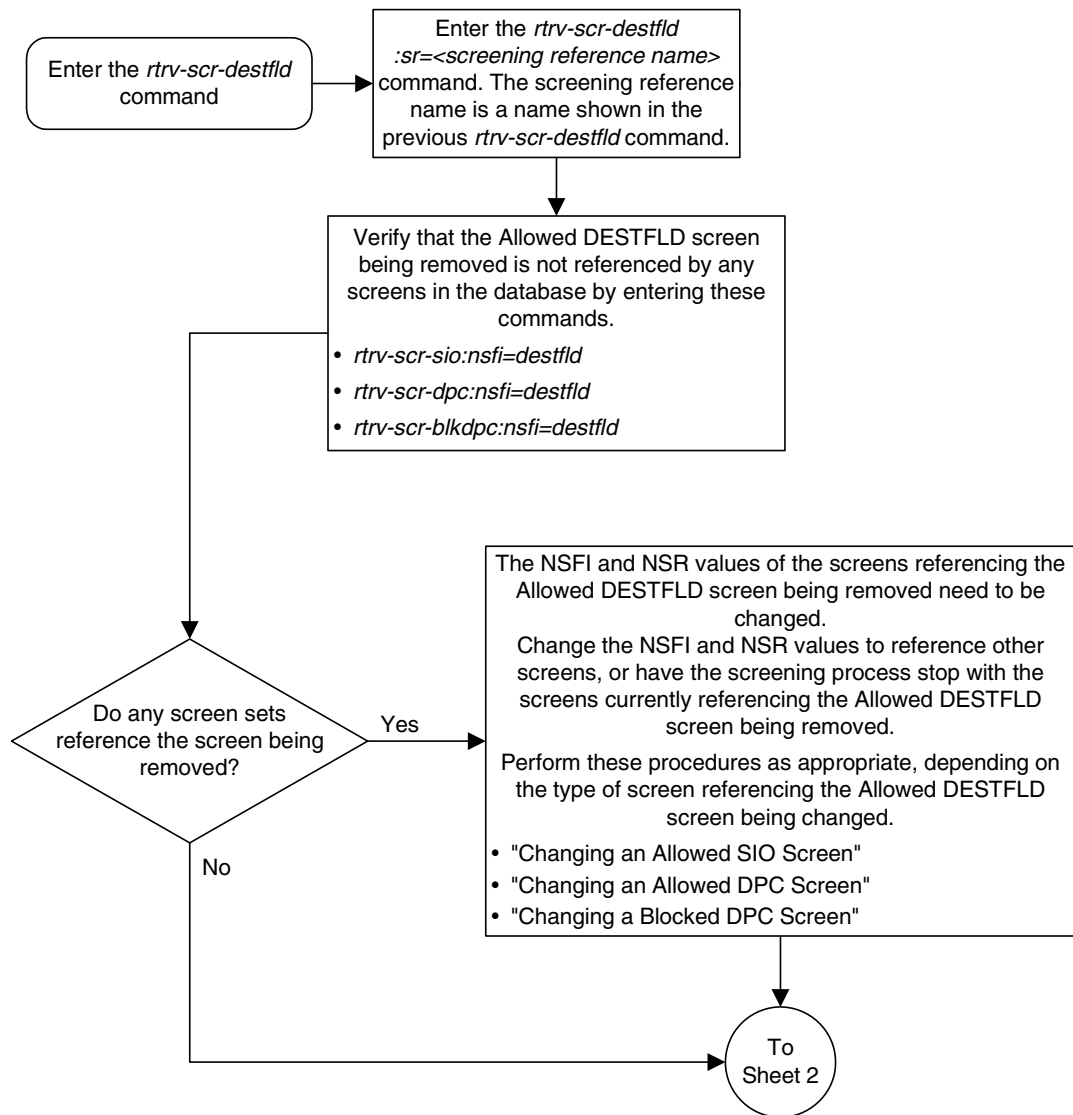 Enter the rtrv-scr-destfld
command
Enter the rtrv-scr-destfld
:sr=<screening reference name>
command. The screening reference
name is a name shown in the
previous rtrv-scr-destfld command.
Verify that the Allowed DESTFLD screen
being removed is not referenced by any
screens in the database by entering these
commands.
• rtrv-scr-sio:nsfi=destfld
• rtrv-scr-dpc:nsfi=destfld
• rtrv-scr-blkdpc:nsfi=destfld
Do any screen sets
reference the screen being
removed?
Yes
No
The NSFI and NSR values of the screens referencing the
Allowed DESTFLD screen being removed need to be
changed.
Change the NSFI and NSR values to reference other
screens, or have the screening process stop with the
screens currently referencing the Allowed DESTFLD
screen being removed.
Perform these procedures as appropriate, depending on
the type of screen referencing the Allowed DESTFLD
screen being changed.
• "Changing an Allowed SIO Screen"
• "Changing an Allowed DPC Screen"
• "Changing a Blocked DPC Screen"
To
Sheet 2